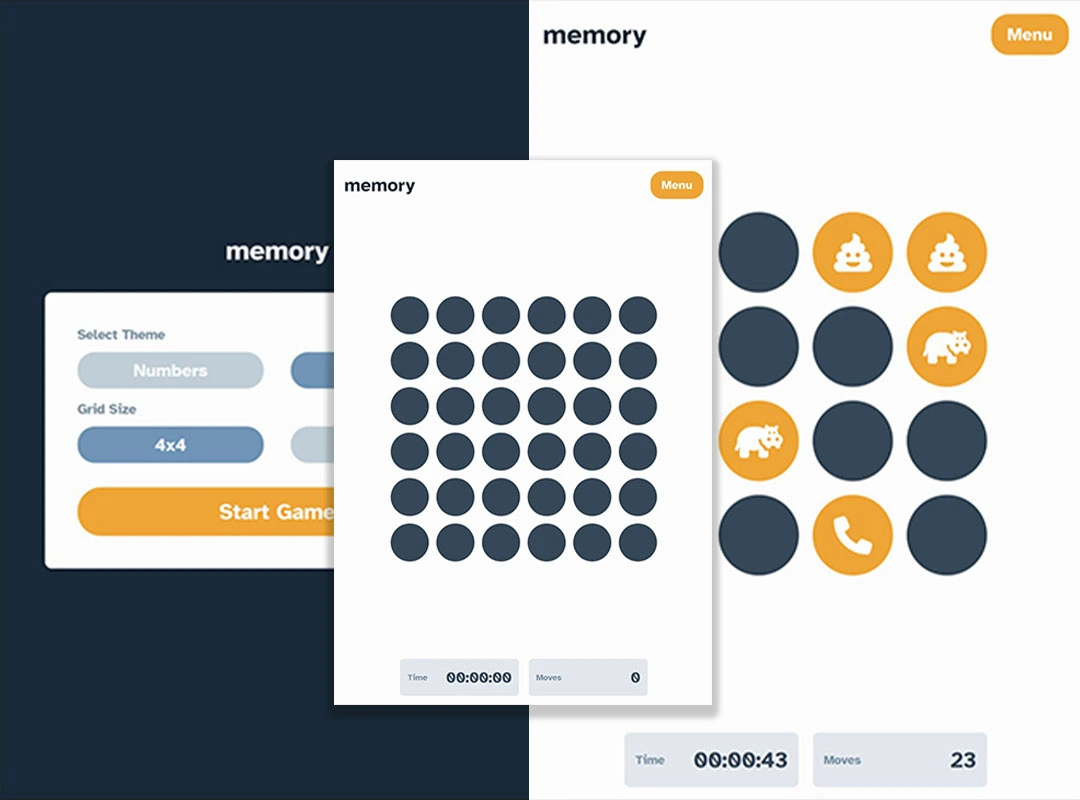 memory
Select Theme
Numbers
Grid Size
4x4
Start Game
memory
Menu
Time 00:00:00
Moves 0
memory
Menu
Time 00:00:43
Moves 23